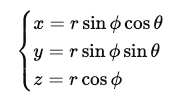 x = r sin ϕ cos θ
y = r sin ϕ sin θ
z = r cos ϕ